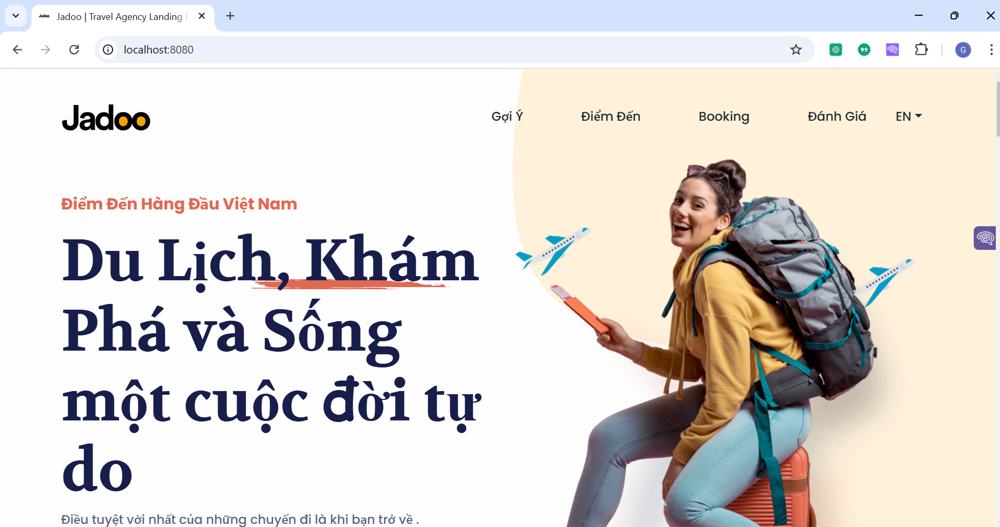 Jadoo | Travel Agency Landing
localhost:8080
G
Jadoo
Gợi Ý
Điểm Đến
Booking
Đánh Giá
EN
Điểm Đến Hàng Đầu Việt Nam
Du Lịch, Khám
Phá và Sống
một cuộc đời tự
do
Điều tuyệt vời nhất của những chuyến đi là khi bạn trở về .